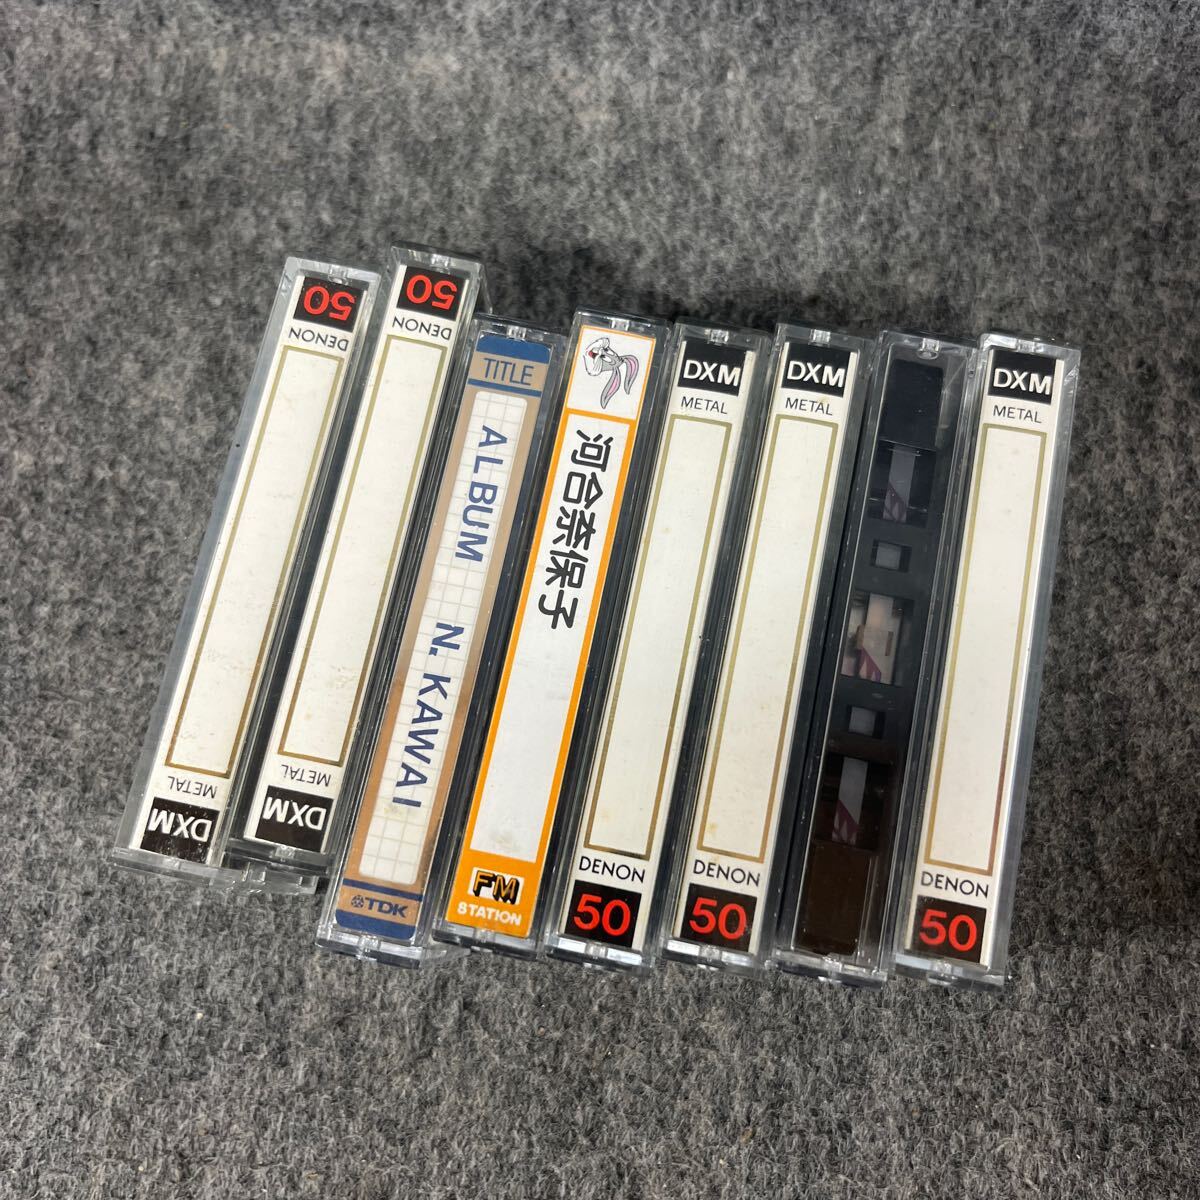 50
DENON
METAL
DXM
50
DENON
METAL
DXM
TITLE
ALBUM N. KAWAI
TDK
河合奈保子
FM
STATION
DXM
METAL
DENON
50
DXM
METAL
DENON
50
DXM
METAL
DENON
50